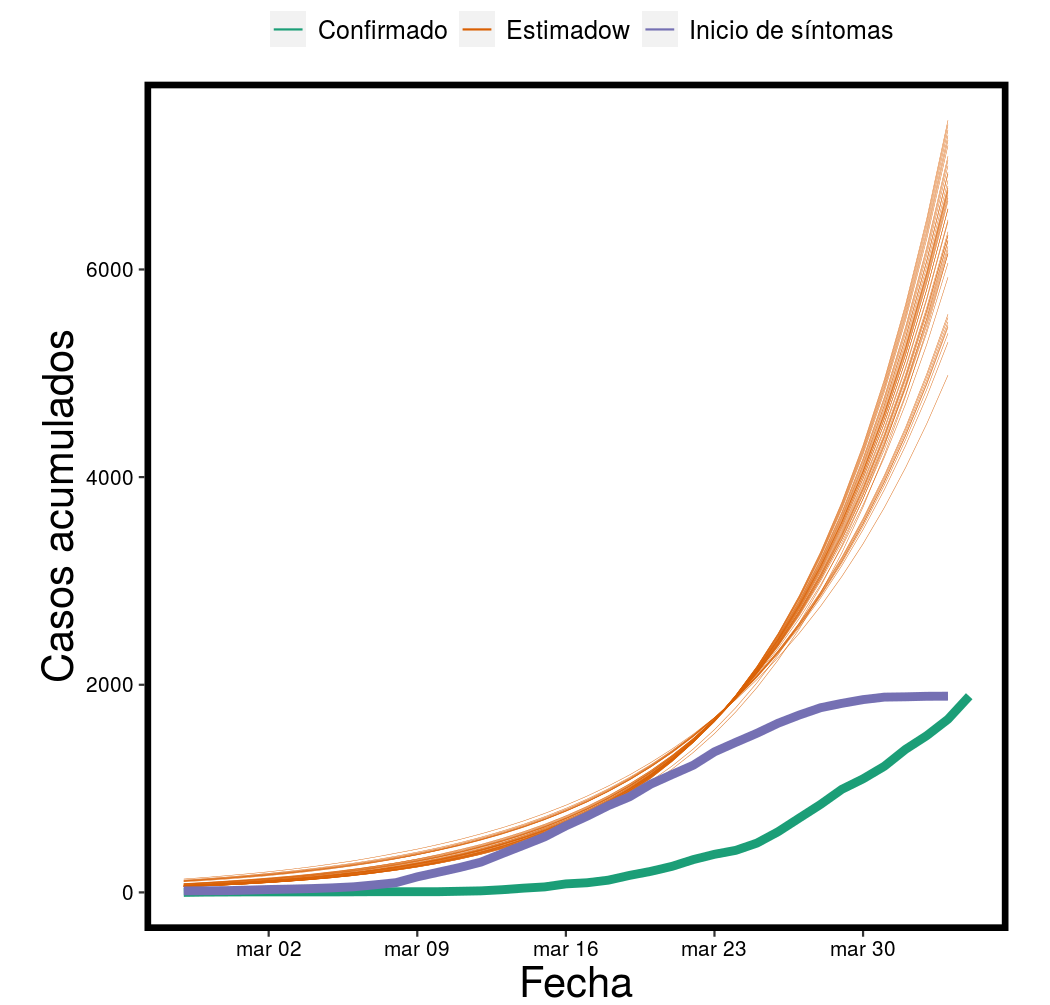 Confirmado Estimadow Inicio de síntomas
Casos acumulados
6000
4000
2000
0
mar 02 mar 09 mar 16 mar 23 mar 30
Fecha